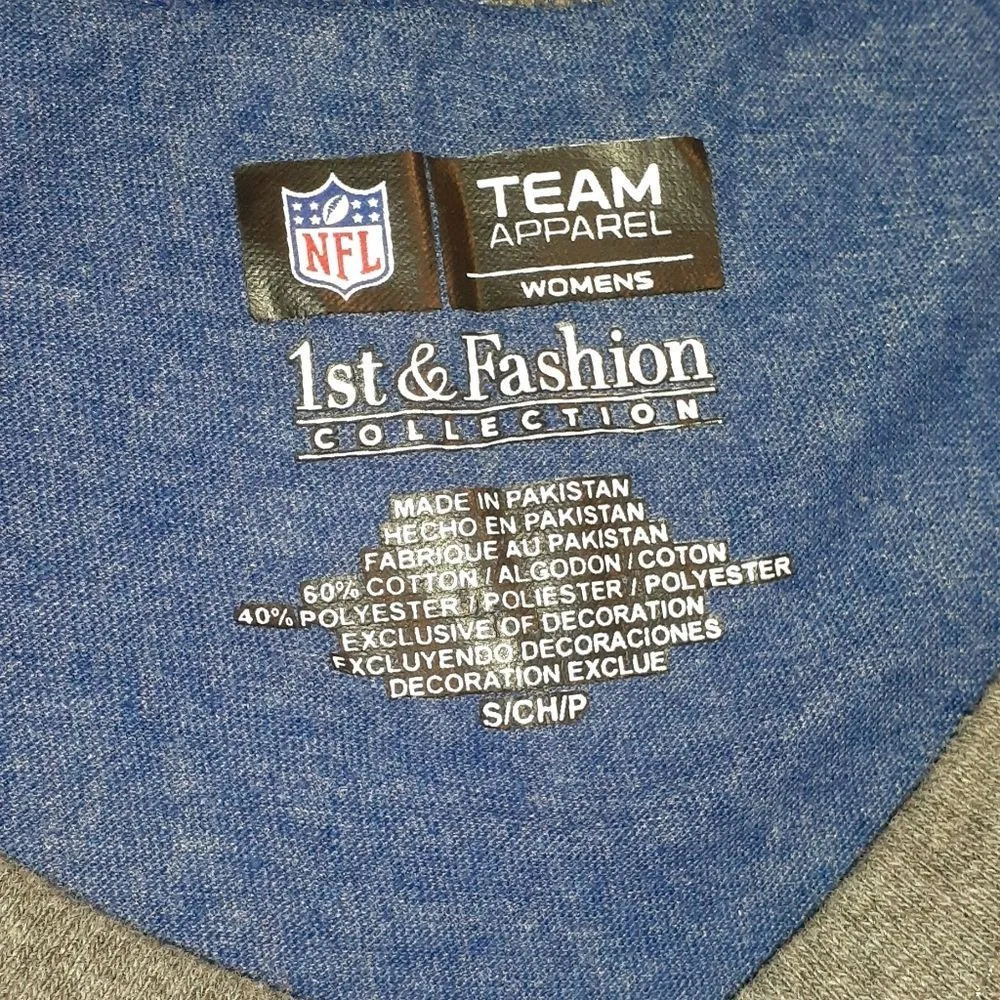 NFL
TEAM
APPAREL
WOMENS
1st & Fashion
COLLECTION
MADE IN PAKISTAN
HECHO EN PAKISTAN
FABRIQUE AU PAKISTAN
60% COTTON / ALGODON / COTON
40% POLYESTER / POLIESTER / POLYESTER
EXCLUSIVE OF DECORATION
EXCLUYENDO DECORACIONES
DECORATION EXCLUE
S/CH/P